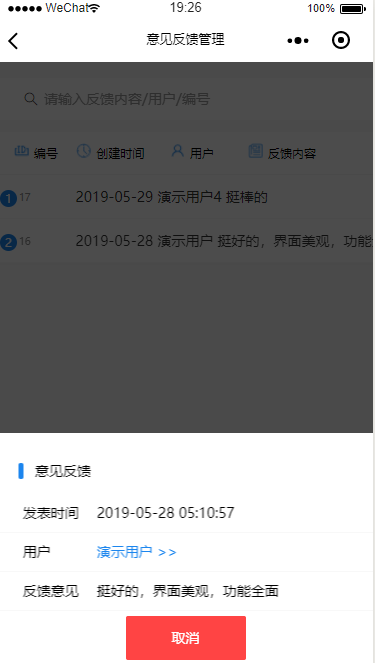 ●●●●● WeChat 19:26 100%
意见反馈管理
请输入反馈内容/用户/编号
编号 创建时间 用户 反馈内容
1 17 2019-05-29 演示用户4 挺棒的
2 16 2019-05-28 演示用户 挺好的，界面美观，功能
意见反馈
发表时间 2019-05-28 05:10:57
用户 演示用户 >>
反馈意见 挺好的，界面美观，功能全面
取消